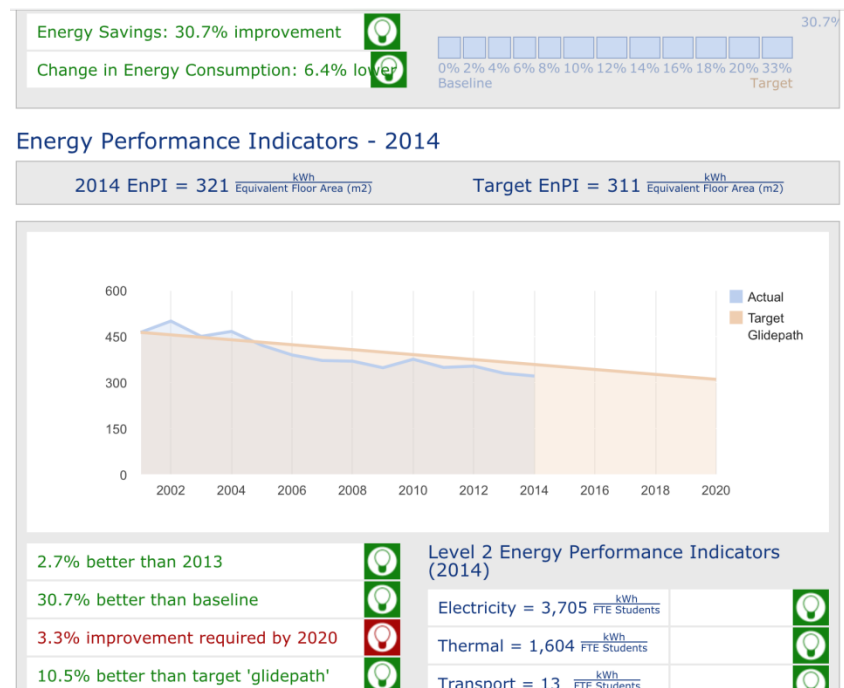 30.7%
Energy Savings: 30.7% improvement
Change in Energy Consumption: 6.4% lower
0% 2% 4% 6% 8% 10% 12% 14% 16% 18% 20% 33%
Baseline Target
Energy Performance Indicators - 2014
2014 EnPI = 321 kWh / Equivalent Floor Area (m2)
Target EnPI = 311 kWh / Equivalent Floor Area (m2)
600
450
300
150
0
2002 2004 2006 2008 2010 2012 2014 2016 2018 2020
Actual
Target
Glidepath
2.7% better than 2013
30.7% better than baseline
3.3% improvement required by 2020
10.5% better than target 'glidepath'
Level 2 Energy Performance Indicators
(2014)
Electricity = 3,705 kWh / FTE Students
Thermal = 1,604 kWh / FTE Students
Transport = 13 kWh / FTE Students